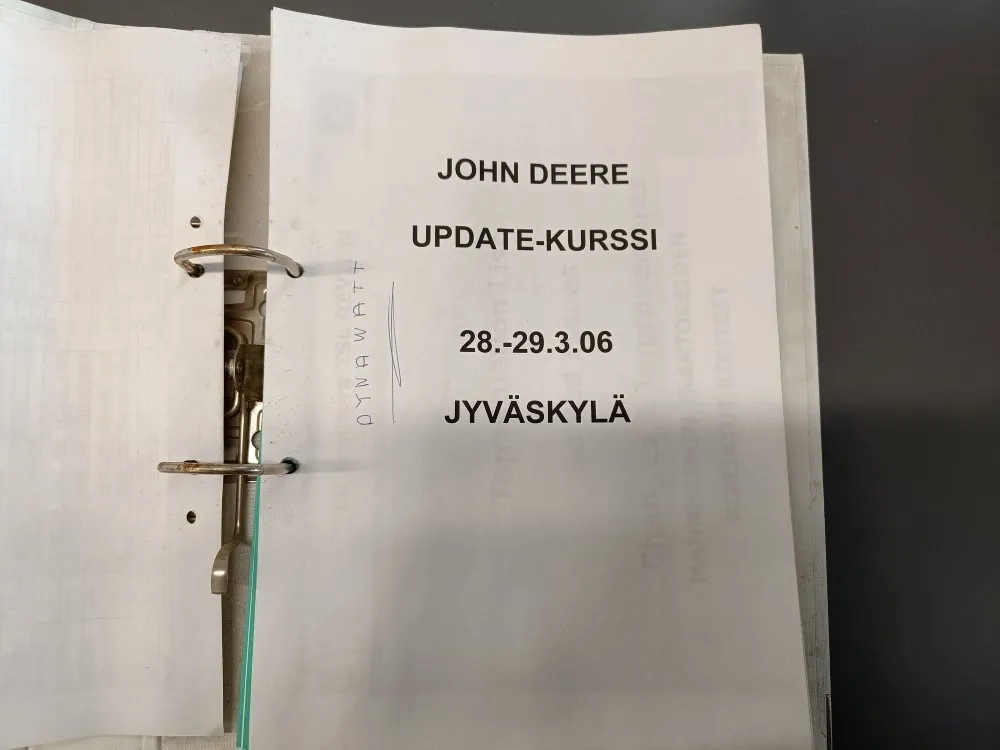 JOHN DEERE
UPDATE-KURSSI
28.-29.3.06
JYVÄSKYLÄ
DYNAWATT